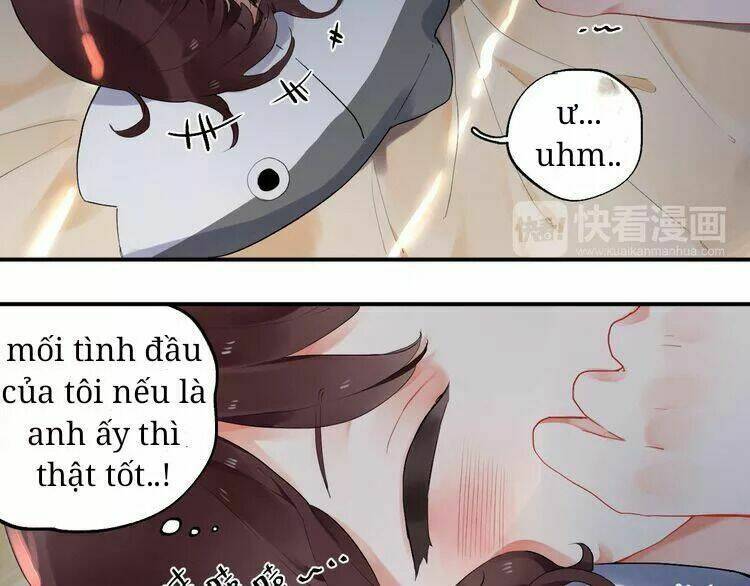 ư...
uhm..
快看漫画
www.kuaikanmanhua.com
mối tình đầu
của tôi nếu là
anh ấy thì
thật tốt..!